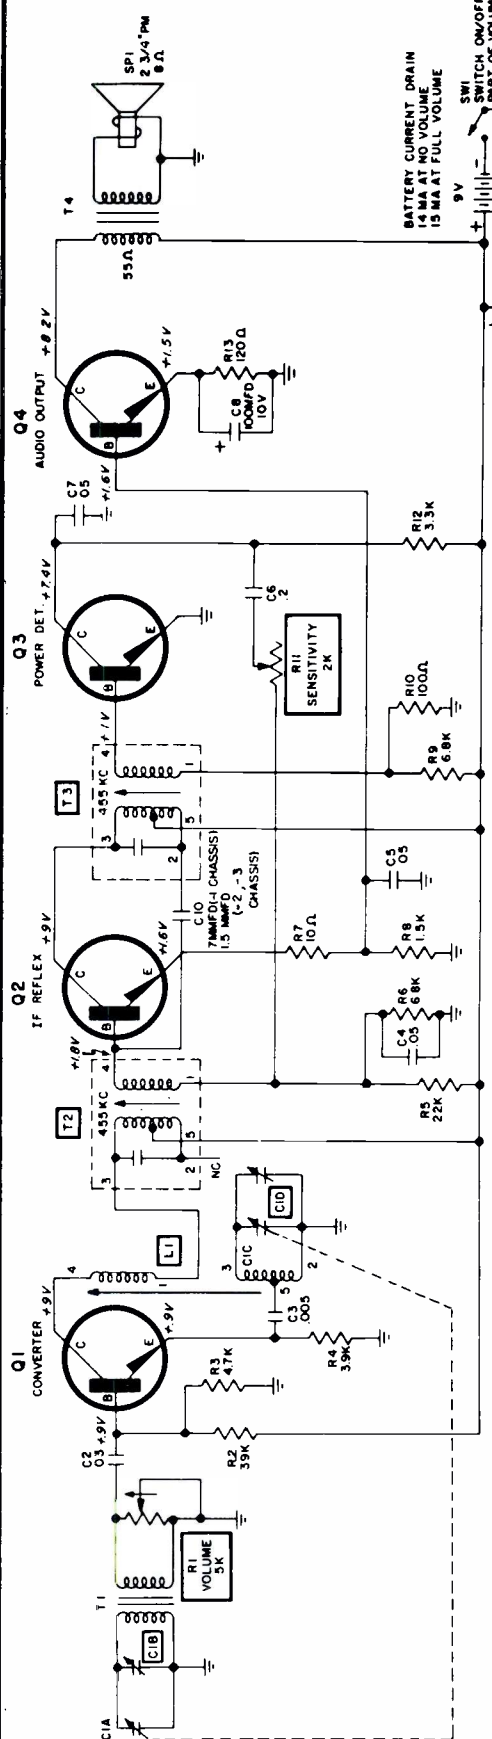 Q1
CONVERTER
Q2
IF REFLEX
Q3
POWER DET.
Q4
AUDIO OUTPUT
C1A
C1B
T1
R1
VOLUME
5K
C2
.03
+.9V
B
C
E
+9V
+.9V
R2
39K
R3
4.7K
R4
3.9K
C3
.005
4
1
L1
3
5
2
C1C
C1D
T2
455 KC
3
2
5
4
1
NC
+1.8V
B
C
E
+9V
+1.6V
R5
22K
C4
.05
R6
6.8K
R7
10Ω
R8
1.5K
C5
.05
C10
7MMFD(-1 CHASSIS)
1.5 MMFD
(-2,-3
CHASSIS)
T3
455 KC
3
2
5
4
1
+.1V
B
C
E
+7.4V
R9
6.8K
R10
100Ω
R11
SENSITIVITY
2K
C6
.2
C7
.05
R12
3.3K
+1.6V
B
C
E
+8.2V
+1.5V
C8
100MFD
10V
+
R13
120Ω
55Ω
T4
SP1
2 3/4"PM
8Ω
BATTERY CURRENT DRAIN
14 MA AT NO VOLUME
15 MA AT FULL VOLUME
9V
+
-
SW1
SWITCH ON/OFF
PART OF